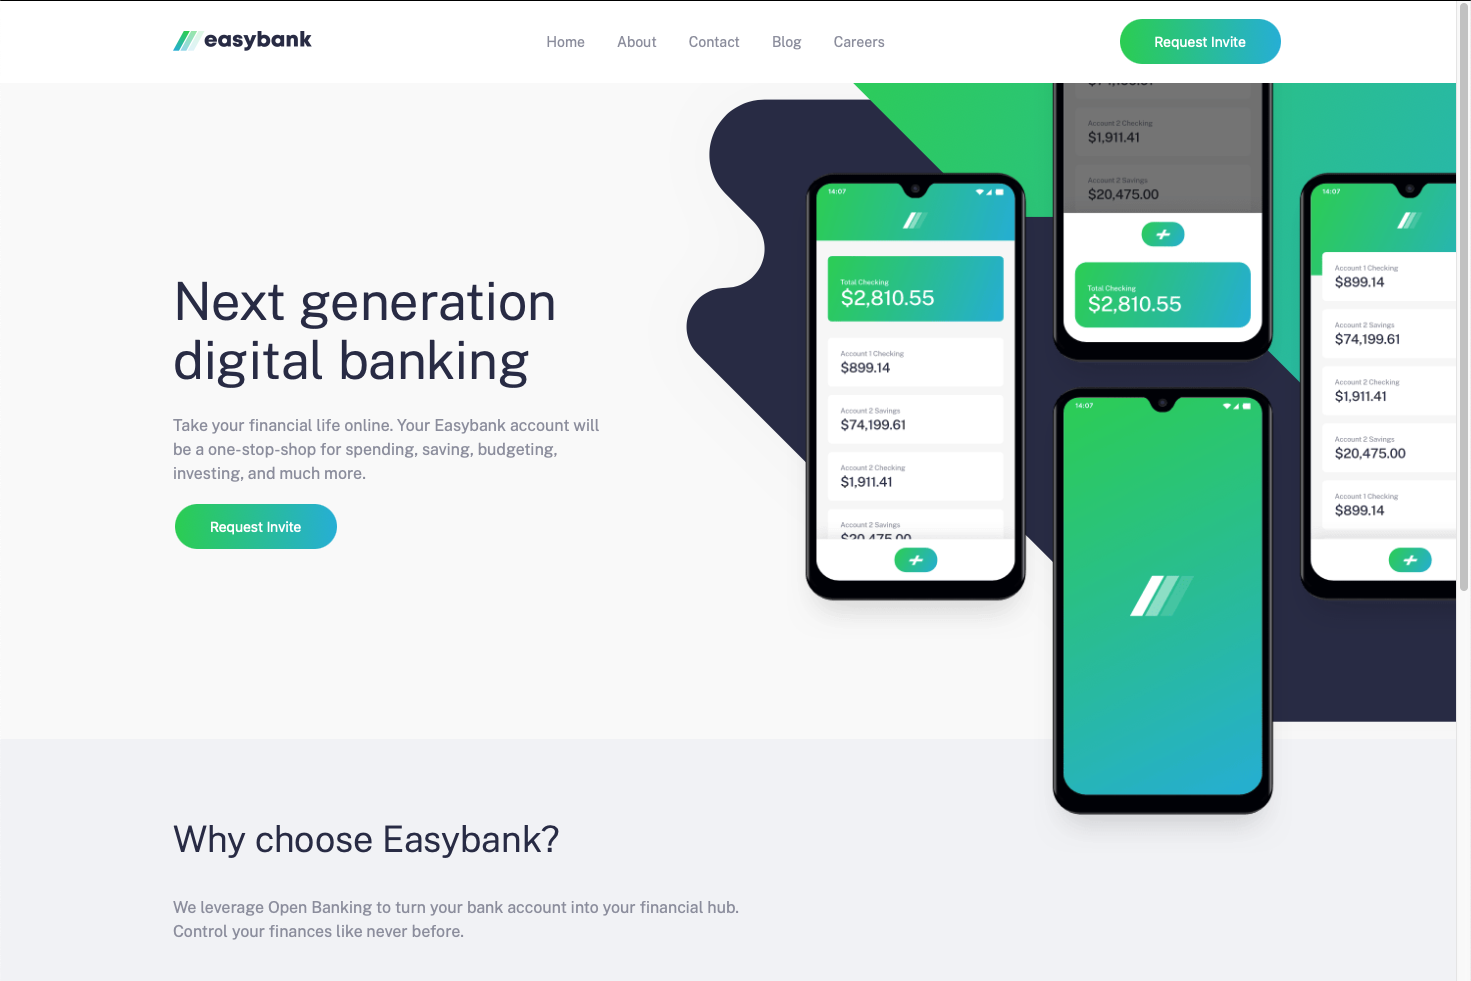 easybank
Home
About
Contact
Blog
Careers
Request Invite
Next generation
digital banking
Take your financial life online. Your Easybank account will
be a one-stop-shop for spending, saving, budgeting,
investing, and much more.
Request Invite
14:07
Total Checking
$2,810.55
Account 1 Checking
$899.14
Account 2 Savings
$74,199.61
Account 2 Checking
$1,911.41
Account 2 Savings
$20,475.00
Account 2 Checking
$1,911.41
Account 2 Savings
$20,475.00
Total Checking
$2,810.55
14:07
14:07
Account 1 Checking
$899.14
Account 2 Savings
$74,199.61
Account 2 Checking
$1,911.41
Account 2 Savings
$20,475.00
Account 1 Checking
$899.14
Why choose Easybank?
We leverage Open Banking to turn your bank account into your financial hub.
Control your finances like never before.